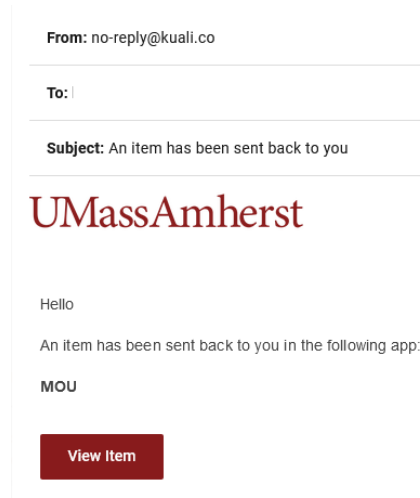 From: no-reply@kuali.co
To:
Subject: An item has been sent back to you
UMassAmherst
Hello
An item has been sent back to you in the following app:
MOU
View Item